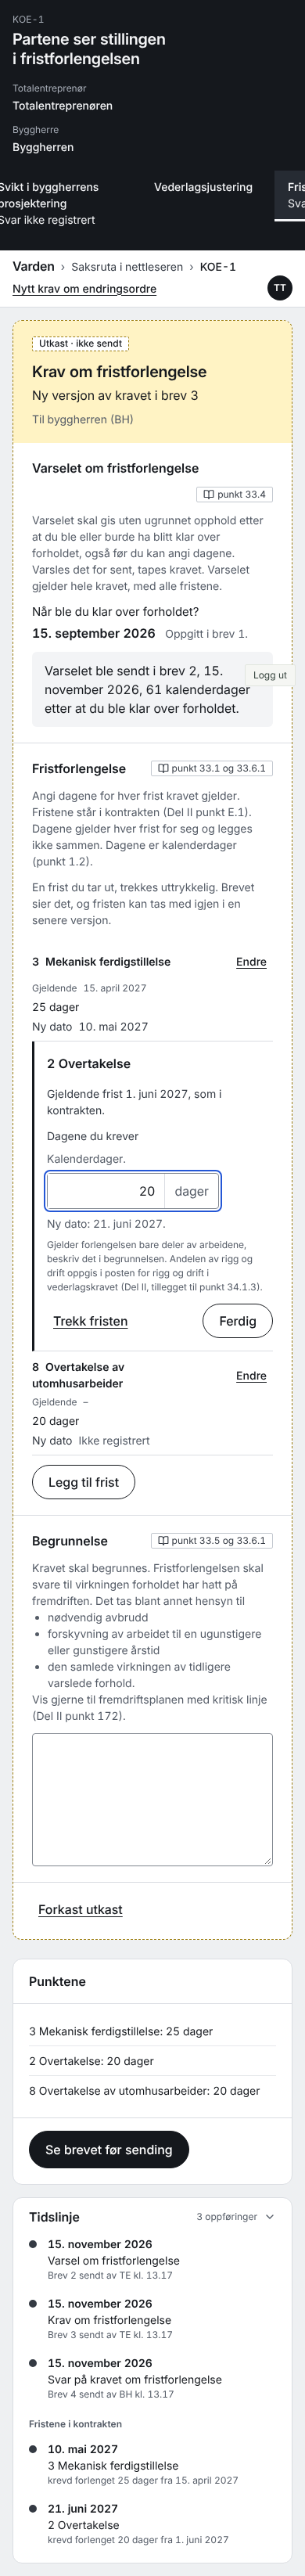 KOE-1
Partene ser stillingen
i fristforlengelsen
Totalentreprenør
Totalentreprenøren
Byggherre
Byggherren
Svikt i byggherrens
prosjektering
Svar ikke registrert
Vederlagsjustering
Varden › Saksruta i nettleseren › KOE-1
Nytt krav om endringsordre
TT
Utkast · ikke sendt
Krav om fristforlengelse
Ny versjon av kravet i brev 3
Til byggherren (BH)
Varselet om fristforlengelse
punkt 33.4
Varselet skal gis uten ugrunnet opphold etter
at du ble eller burde ha blitt klar over
forholdet, også før du kan angi dagene.
Varsles det for sent, tapes kravet. Varselet
gjelder hele kravet, med alle fristene.
Når ble du klar over forholdet?
15. september 2026 Oppgitt i brev 1.
Logg ut
Varselet ble sendt i brev 2, 15.
november 2026, 61 kalenderdager
etter at du ble klar over forholdet.
Fristforlengelse
punkt 33.1 og 33.6.1
Angi dagene for hver frist kravet gjelder.
Fristene står i kontrakten (Del II punkt E.1).
Dagene gjelder hver frist for seg og legges
ikke sammen. Dagene er kalenderdager
(punkt 1.2).
En frist du tar ut, trekkes uttrykkelig. Brevet
sier det, og fristen kan tas med igjen i en
senere versjon.
3 Mekanisk ferdigstillelse
Endre
Gjeldende 15. april 2027
25 dager
Ny dato 10. mai 2027
2 Overtakelse
Gjeldende frist 1. juni 2027, som i
kontrakten.
Dagene du krever
Kalenderdager.
20 dager
Ny dato: 21. juni 2027.
Gjelder forlengelsen bare deler av arbeidene,
beskriv det i begrunnelsen. Andelen av rigg og
drift oppgis i posten for rigg og drift i
vederlagskravet (Del II, tillegget til punkt 34.1.3).
Trekk fristen
Ferdig
8 Overtakelse av
utomhusarbeider
Endre
Gjeldende –
20 dager
Ny dato Ikke registrert
Legg til frist
Begrunnelse
punkt 33.5 og 33.6.1
Kravet skal begrunnes. Fristforlengelsen skal
svare til virkningen forholdet har hatt på
fremdriften. Det tas blant annet hensyn til
• nødvendig avbrudd
• forskyvning av arbeidet til en ugunstigere
eller gunstigere årstid
• den samlede virkningen av tidligere
varslede forhold.
Vis gjerne til fremdriftsplanen med kritisk linje
(Del II punkt 172).
Forkast utkast
Punktene
3 Mekanisk ferdigstillelse: 25 dager
2 Overtakelse: 20 dager
8 Overtakelse av utomhusarbeider: 20 dager
Se brevet før sending
Tidslinje
3 oppføringer
15. november 2026
Varsel om fristforlengelse
Brev 2 sendt av TE kl. 13.17
15. november 2026
Krav om fristforlengelse
Brev 3 sendt av TE kl. 13.17
15. november 2026
Svar på kravet om fristforlengelse
Brev 4 sendt av BH kl. 13.17
Fristene i kontrakten
10. mai 2027
3 Mekanisk ferdigstillelse
krevd forlenget 25 dager fra 15. april 2027
21. juni 2027
2 Overtakelse
krevd forlenget 20 dager fra 1. juni 2027